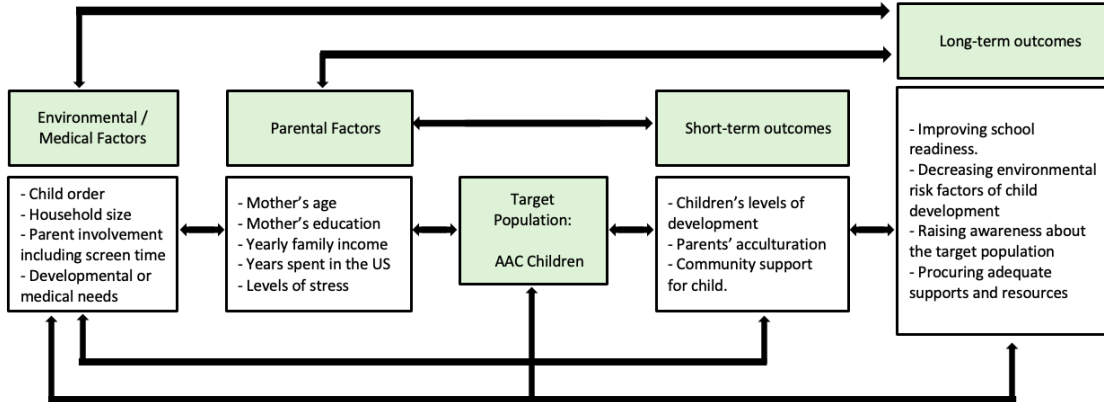 Long-term outcomes
Environmental /
Medical Factors
Parental Factors
Short-term outcomes
- Child order
- Household size
- Parent involvement
including screen time
- Developmental or
medical needs
- Mother’s age
- Mother’s education
- Yearly family income
- Years spent in the US
- Levels of stress
Target
Population:
AAC Children
- Children’s levels of
development
- Parents’ acculturation
- Community support
for child.
- Improving school
readiness.
- Decreasing environmental
risk factors of child
development
- Raising awareness about
the target population
- Procuring adequate
supports and resources